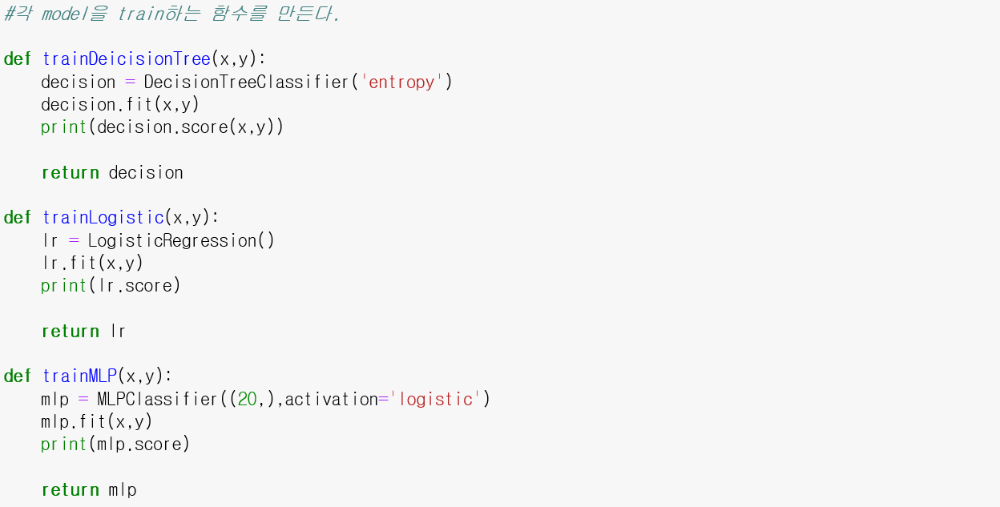 #각 model을 train하는 함수를 만든다.
def trainDeicisionTree(x,y):
    decision = DecisionTreeClassifier('entropy')
    decision.fit(x,y)
    print(decision.score(x,y))
    return decision
def trainLogistic(x,y):
    lr = LogisticRegression()
    lr.fit(x,y)
    print(lr.score)
    return lr
def trainMLP(x,y):
    mlp = MLPClassifier((20,),activation='logistic')
    mlp.fit(x,y)
    print(mlp.score)
    return mlp